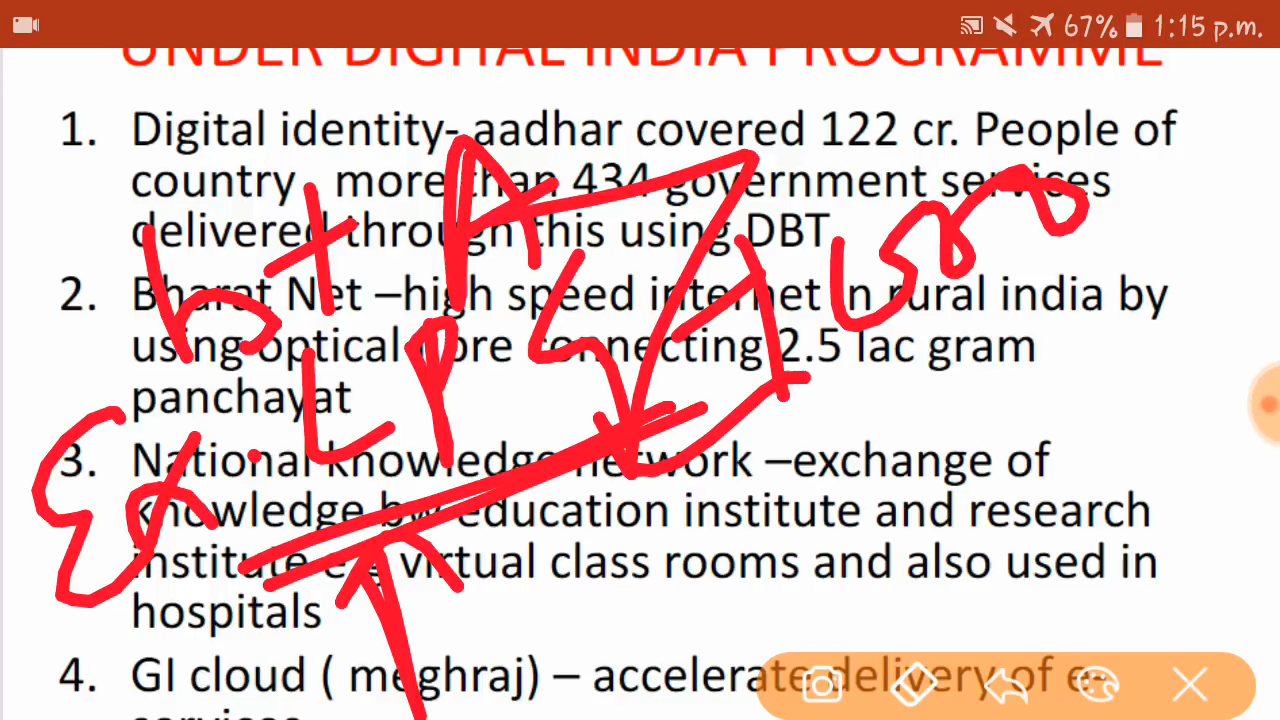 67% 1:15 p.m.
UNDER DIGITAL INDIA PROGRAMME
1. Digital identity- aadhar covered 122 cr. People of
country , more than 434 government services
delivered through this using DBT
2. Bharat Net –high speed internet in rural india by
using optical fibre connecting 2.5 lac gram
panchayat
3. National knowledge network –exchange of
knowledge by education institute and research
institute e.g virtual class rooms and also used in
hospitals
4. GI cloud ( meghraj) – accelerate delivery of e-
services
Ex. LPG